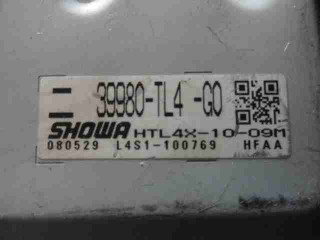 39980-TL4 -G0
SHOWA HTL4X-10-09M
080529 L4S1-100769 HFAA